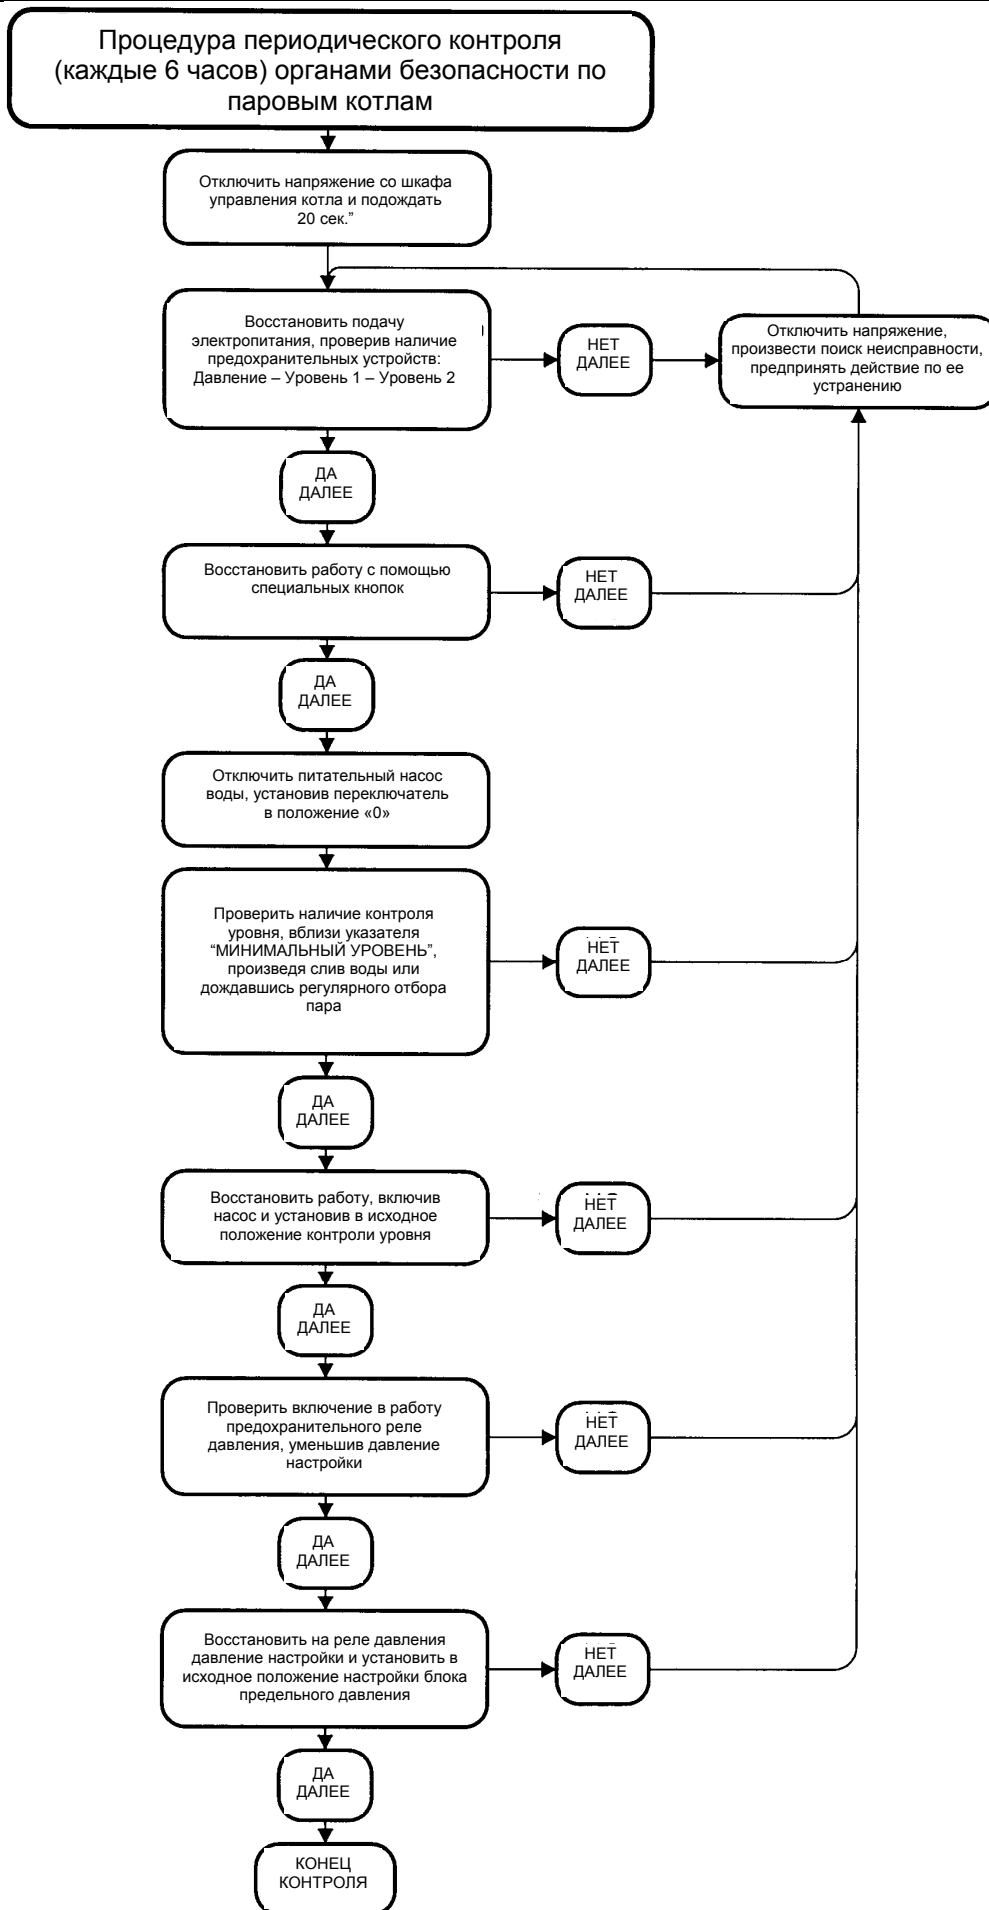 Процедура периодического контроля
(каждые 6 часов) органами безопасности по
паровым котлам
Отключить напряжение со шкафа
управления котла и подождать
20 сек.”
Восстановить подачу
электропитания, проверив наличие
предохранительных устройств:
Давление – Уровень 1 – Уровень 2
НЕТ
ДАЛЕЕ
Отключить напряжение,
произвести поиск неисправности,
предпринять действие по ее
устранению
ДА
ДАЛЕЕ
Восстановить работу с помощью
специальных кнопок
НЕТ
ДАЛЕЕ
ДА
ДАЛЕЕ
Отключить питательный насос
воды, установив переключатель
в положение «0»
Проверить наличие контроля
уровня, вблизи указателя
“МИНИМАЛЬНЫЙ УРОВЕНЬ”,
произведя слив воды или
дождавшись регулярного отбора
пара
НЕТ
ДАЛЕЕ
ДА
ДАЛЕЕ
Восстановить работу, включив
насос и установив в исходное
положение контроли уровня
НЕТ
ДАЛЕЕ
ДА
ДАЛЕЕ
Проверить включение в работу
предохранительного реле
давления, уменьшив давление
настройки
НЕТ
ДАЛЕЕ
ДА
ДАЛЕЕ
Восстановить на реле давления
давление настройки и установить в
исходное положение настройки блока
предельного давления
НЕТ
ДАЛЕЕ
ДА
ДАЛЕЕ
КОНЕЦ
КОНТРОЛЯ